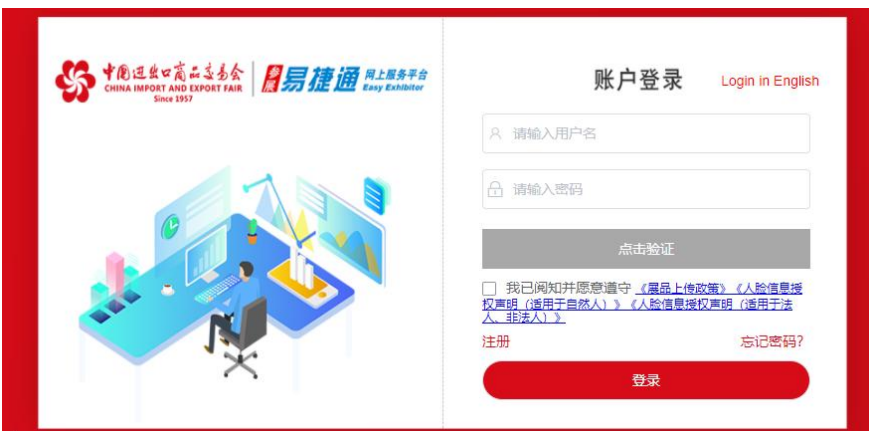 中国进出口商品交易会
CHINA IMPORT AND EXPORT FAIR
Since 1957
参展
易捷通
网上服务平台
Easy Exhibitor
账户登录
Login in English
请输入用户名
请输入密码
点击验证
我已阅知并愿意遵守 《展品上传政策》《人脸信息授
权声明（适用于自然人）》《人脸信息授权声明（适用于法
人、非法人）》
注册
忘记密码？
登录